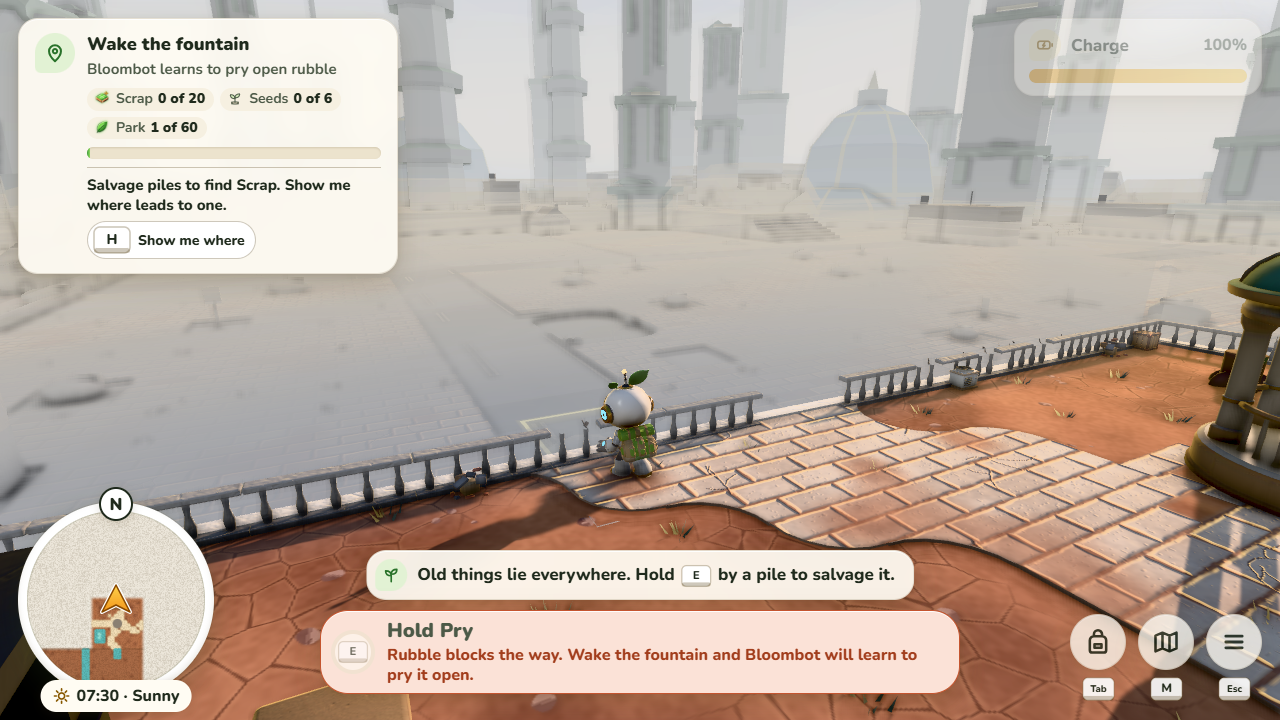 Wake the fountain
Bloombot learns to pry open rubble
Scrap 0 of 20
Seeds 0 of 6
Park 1 of 60
Salvage piles to find Scrap. Show me
where leads to one.
H Show me where
Charge 100%
N
07:30 · Sunny
Old things lie everywhere. Hold E by a pile to salvage it.
E
Hold Pry
Rubble blocks the way. Wake the fountain and Bloombot will learn to
pry it open.
Tab
M
Esc